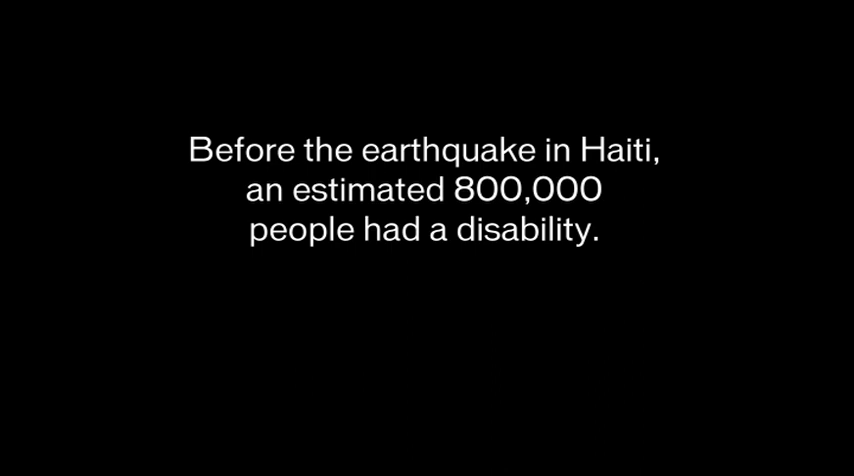 Before the earthquake in Haiti,
an estimated 800,000
people had a disability.